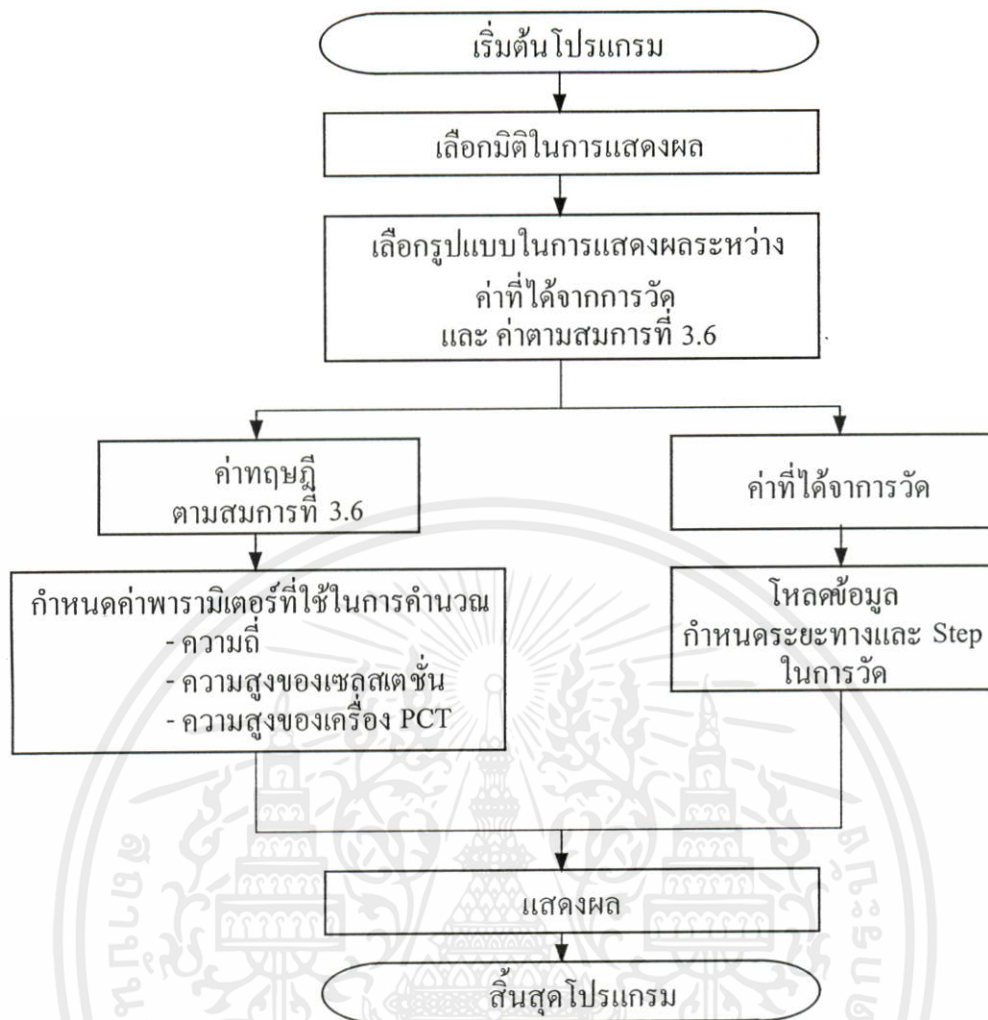 เริ่มต้นโปรแกรม
เลือกมิติในการแสดงผล
เลือกรูปแบบในการแสดงผลระหว่าง
ค่าที่ได้จากการวัด
และ ค่าตามสมการที่ 3.6
ค่าทฤษฎี
ตามสมการที่ 3.6
ค่าที่ได้จาการวัด
กำหนดค่าพารามิเตอร์ที่ใช้ในการคำนวณ
- ความถี่
- ความสูงของเซลสเตชั่น
- ความสูงของเครื่อง PCT
โหลดข้อมูล
กำหนดระยะทางและ Step
ในการวัด
แสดงผล
สิ้นสุดโปรแกรม